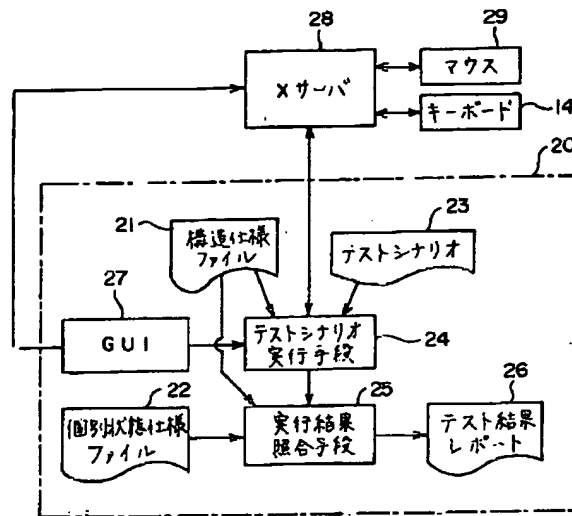 28
29
Xサーバ
マウス
キーボード
14
20
21
構造仕様
ファイル
23
テストシナリオ
27
GUI
テストシナリオ
実行手段
24
22
個別状態仕様
ファイル
25
実行結果
照合手段
26
テスト結果
レポート